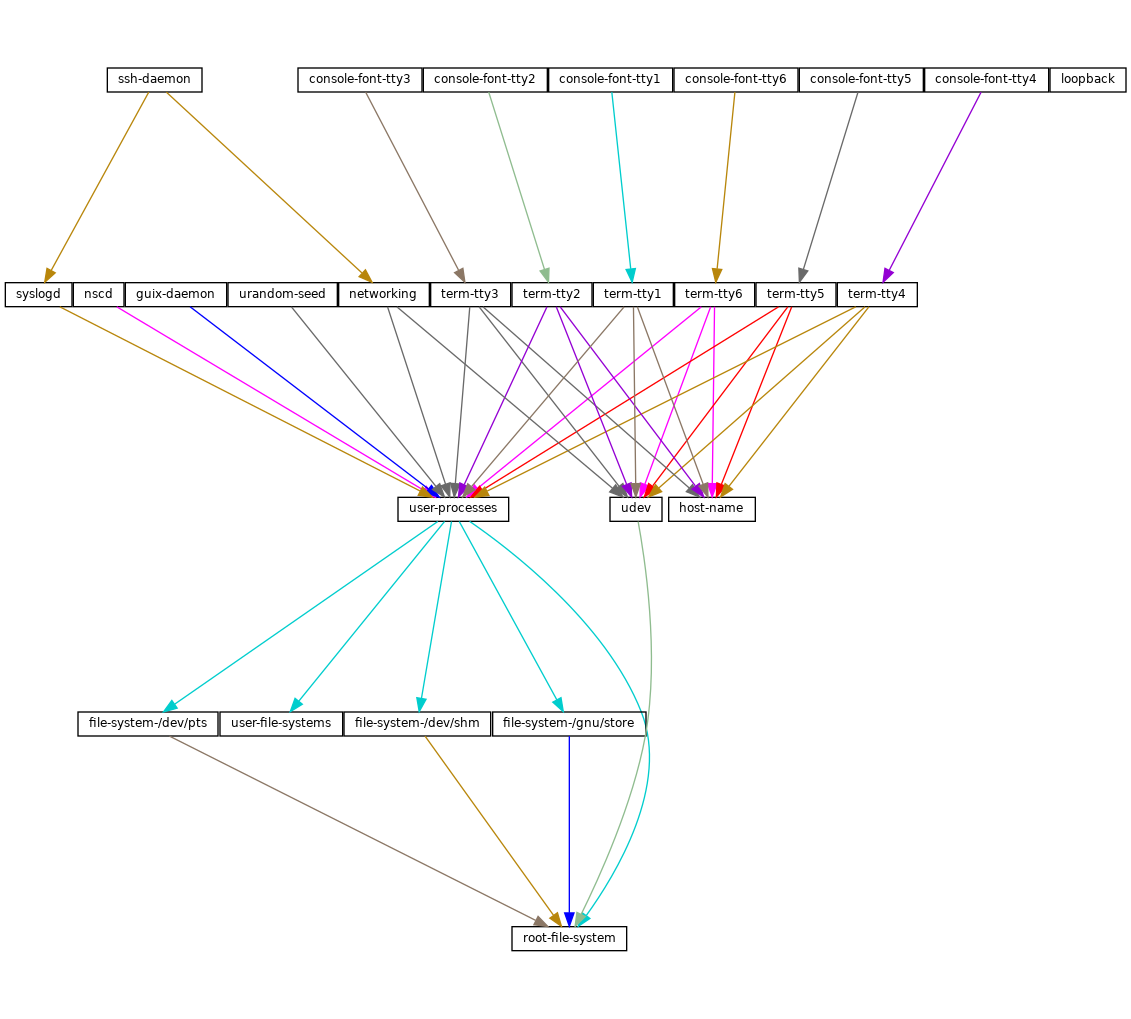 ssh-daemon
console-font-tty3
console-font-tty2
console-font-tty1
console-font-tty6
console-font-tty5
console-font-tty4
loopback
syslogd
nscd
guix-daemon
urandom-seed
networking
term-tty3
term-tty2
term-tty1
term-tty6
term-tty5
term-tty4
user-processes
udev
host-name
file-system-/dev/pts
user-file-systems
file-system-/dev/shm
file-system-/gnu/store
root-file-system